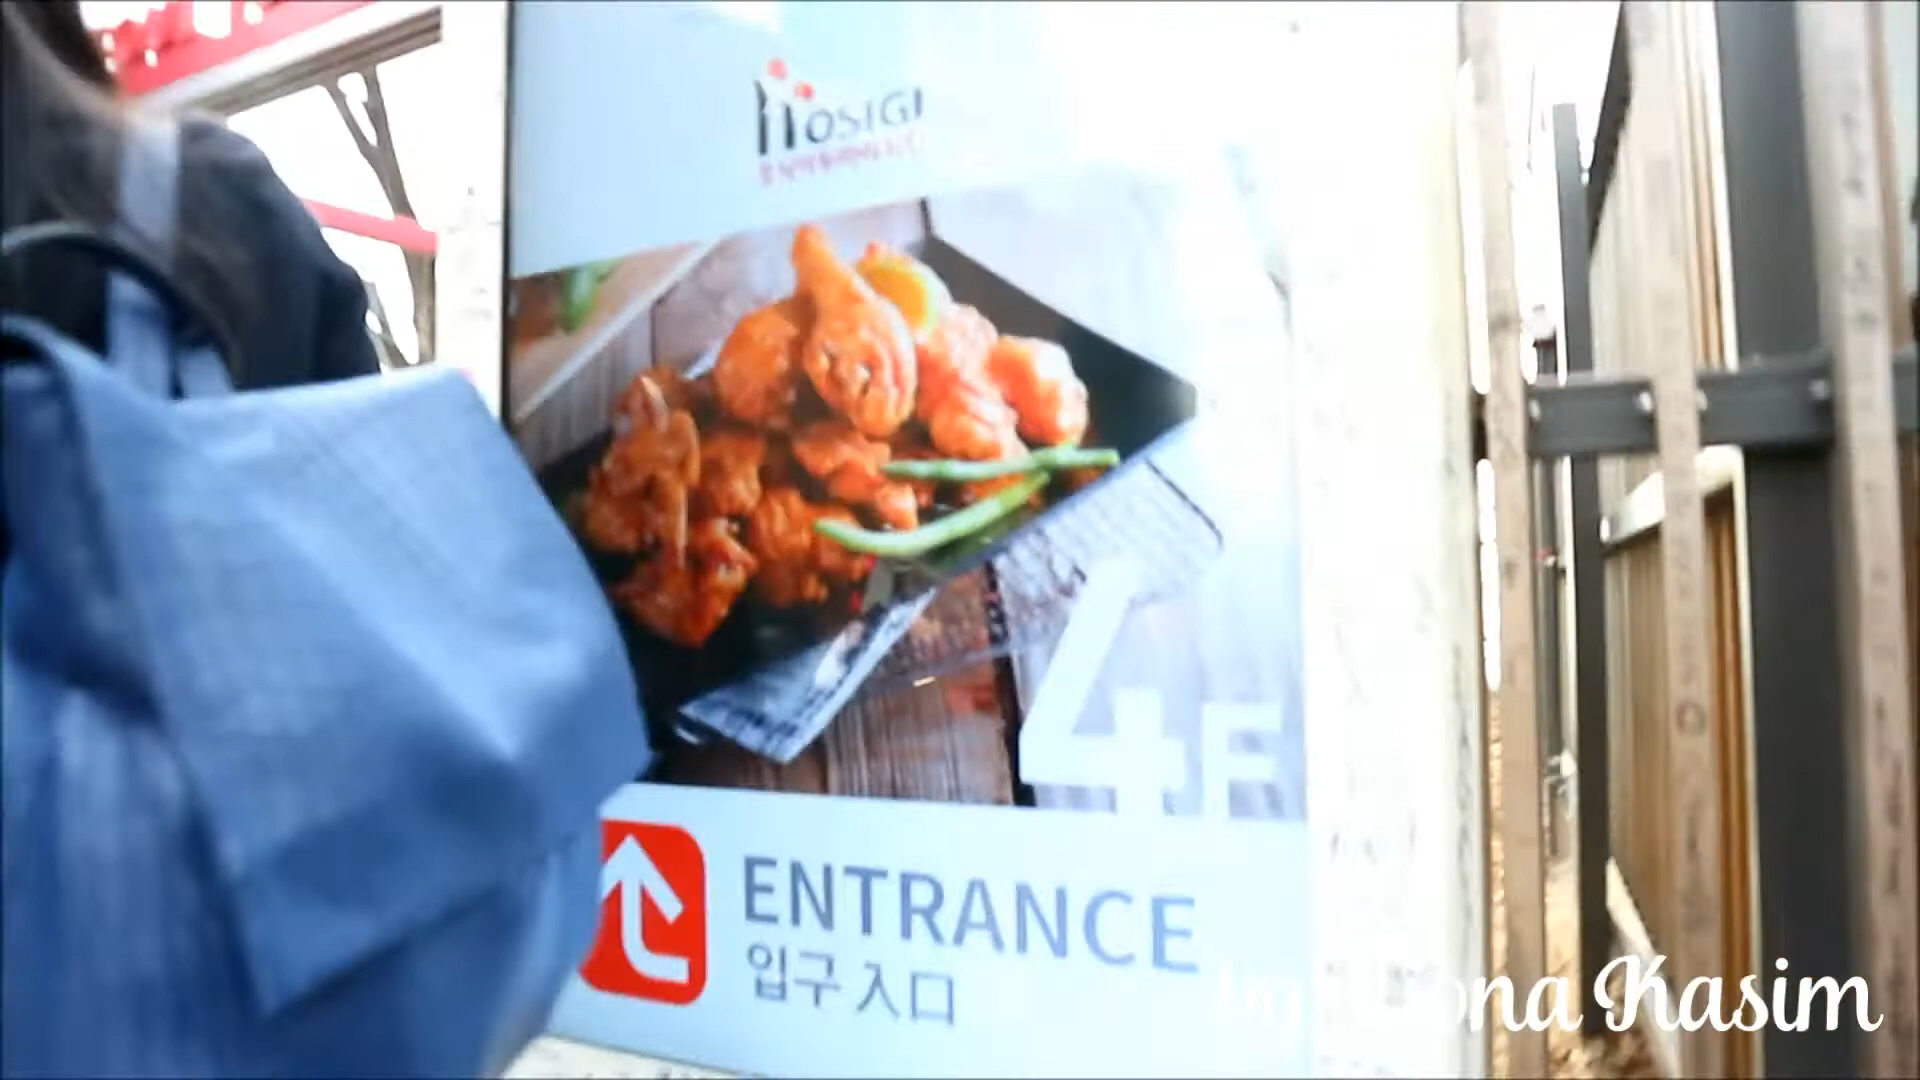 HOSIGI
4F
ENTRANCE
입구 入口
Kasim